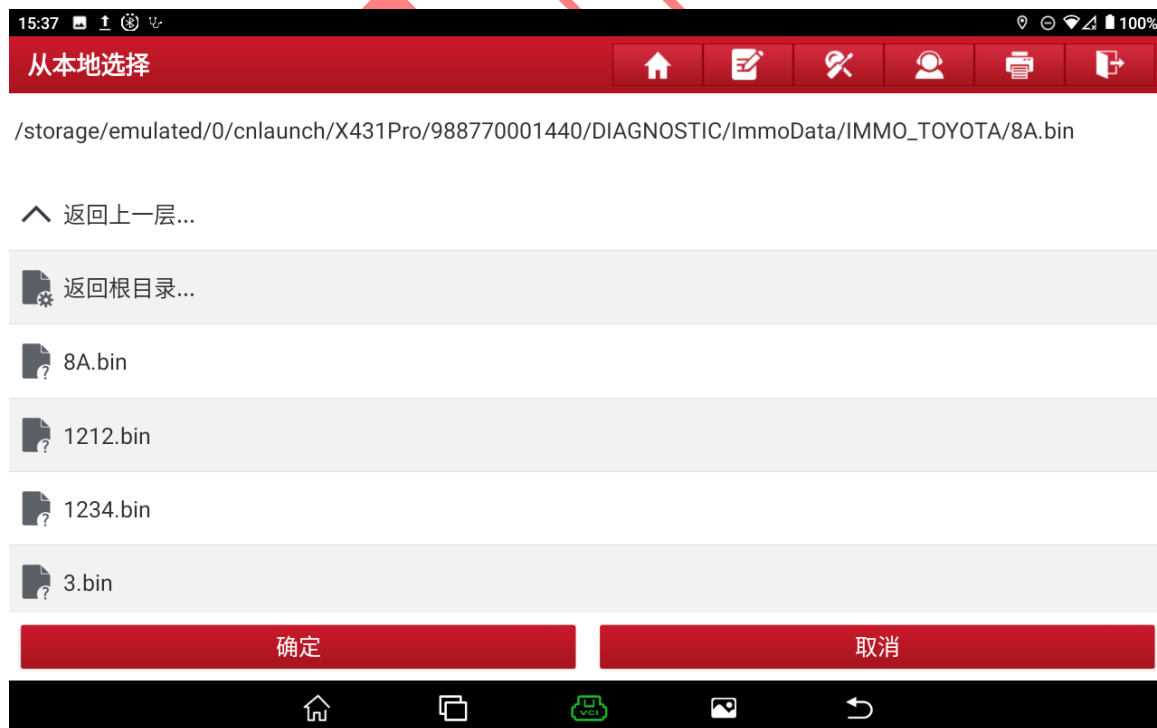 15:37 100%
从本地选择
/storage/emulated/0/cnlaunch/X431Pro/988770001440/DIAGNOSTIC/ImmoData/IMMO_TOYOTA/8A.bin
返回上一层...
返回根目录...
8A.bin
1212.bin
1234.bin
3.bin
确定 取消
VCI